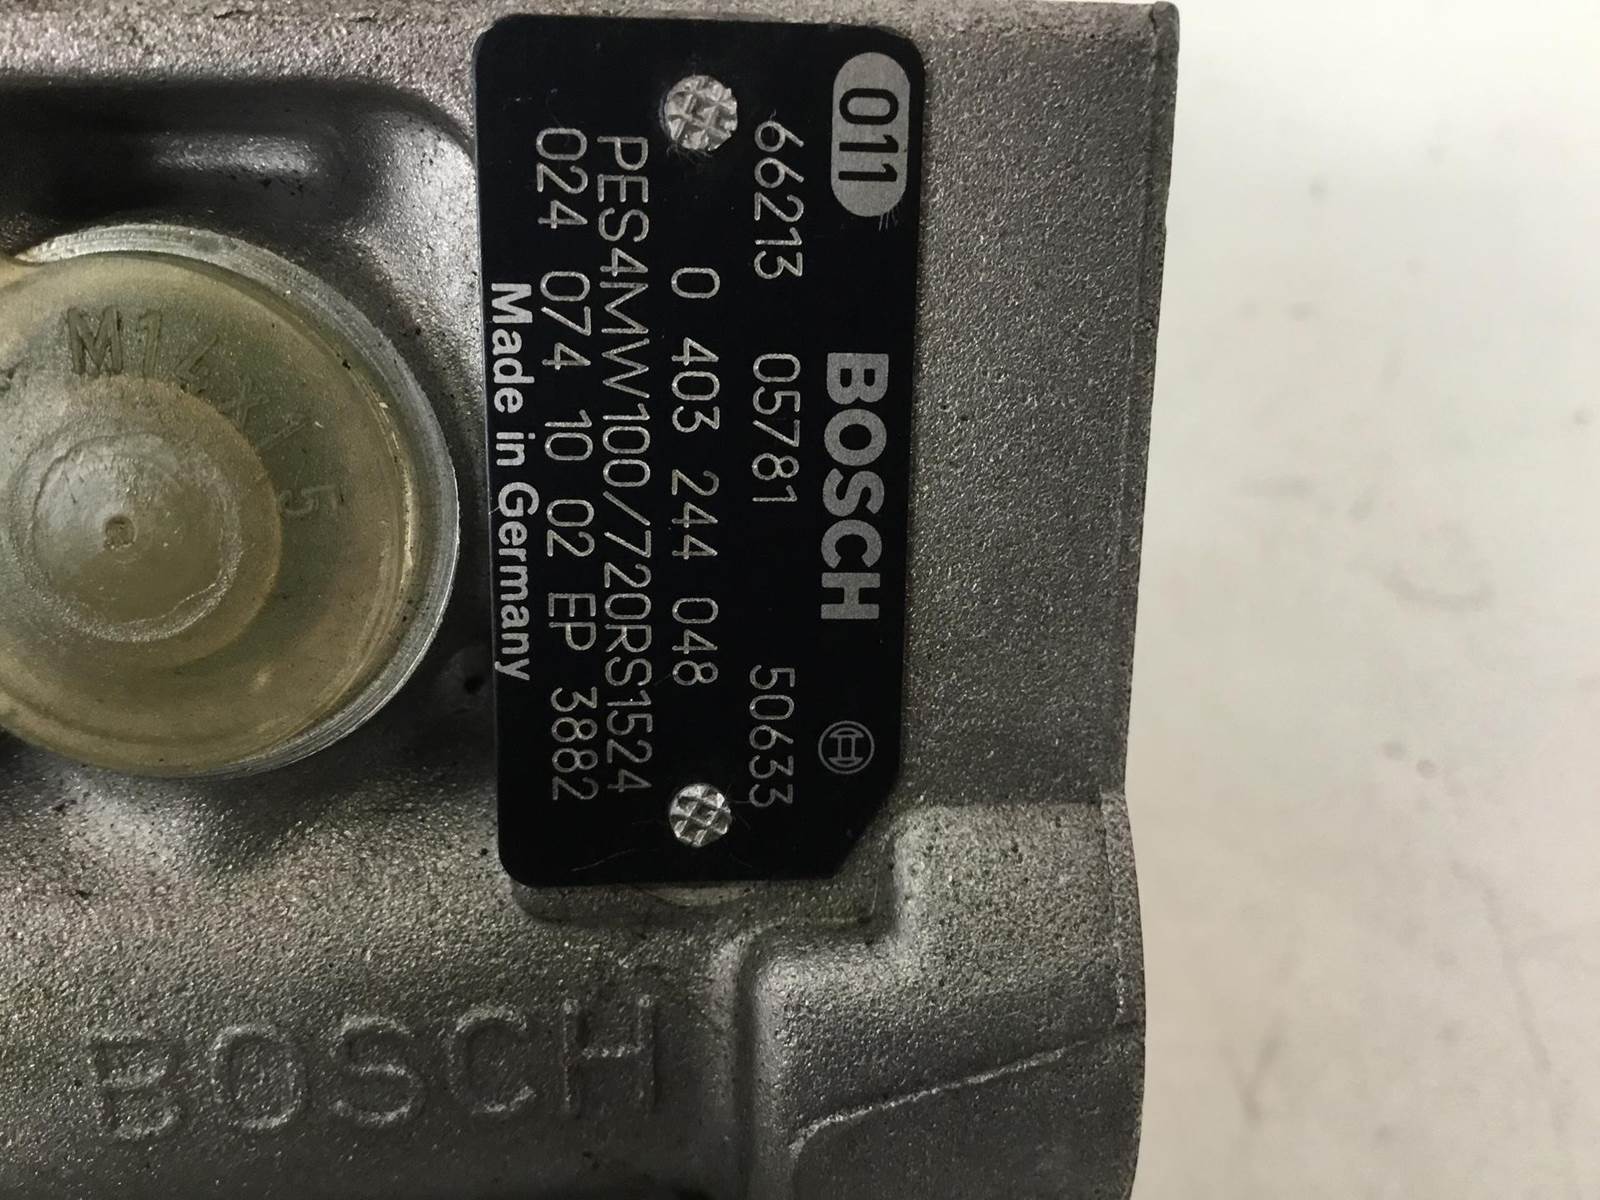 011 BOSCH
66213 05781 50633
0 403 244 048
PES4MW100/720RS1524
024 074 10 02 EP 3882
Made in Germany
M14x1.5
BOSCH